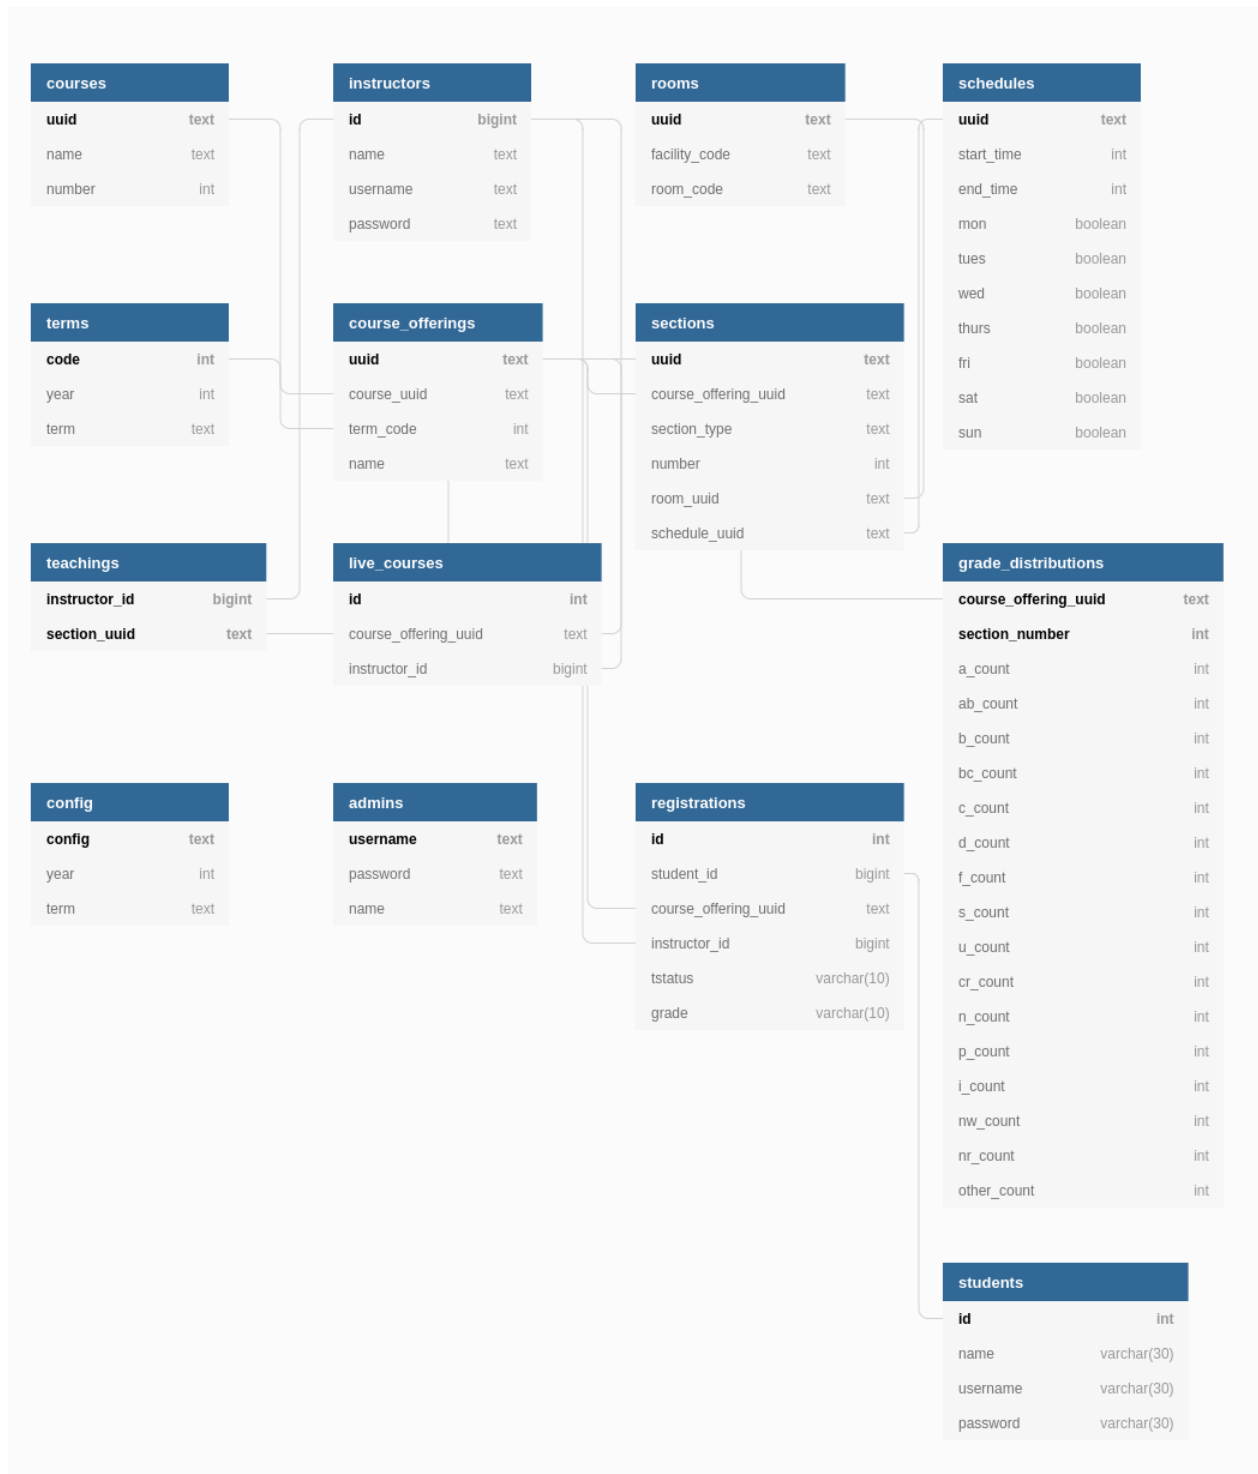 courses
uuid text
name text
number int
instructors
id bigint
name text
username text
password text
rooms
uuid text
facility_code text
room_code text
schedules
uuid text
start_time int
end_time int
mon boolean
tues boolean
wed boolean
thurs boolean
fri boolean
sat boolean
sun boolean
terms
code int
year int
term text
course_offerings
uuid text
course_uuid text
term_code int
name text
sections
uuid text
course_offering_uuid text
section_type text
number int
room_uuid text
schedule_uuid text
teachings
instructor_id bigint
section_uuid text
live_courses
id int
course_offering_uuid text
instructor_id bigint
grade_distributions
course_offering_uuid text
section_number int
a_count int
ab_count int
b_count int
bc_count int
c_count int
d_count int
f_count int
s_count int
u_count int
cr_count int
n_count int
p_count int
i_count int
nw_count int
nr_count int
other_count int
config
config text
year int
term text
admins
username text
password text
name text
registrations
id int
student_id bigint
course_offering_uuid text
instructor_id bigint
tstatus varchar(10)
grade varchar(10)
students
id int
name varchar(30)
username varchar(30)
password varchar(30)